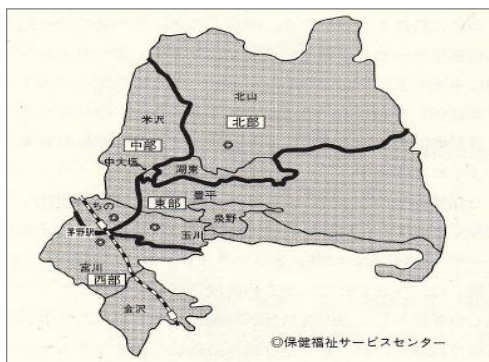 北山
米沢
北部
中部
中大塩
湖東
豊平
東部
ちの
泉野
茅野駅
玉川
宮川
西部
金沢
◎保健福祉サービスセンター